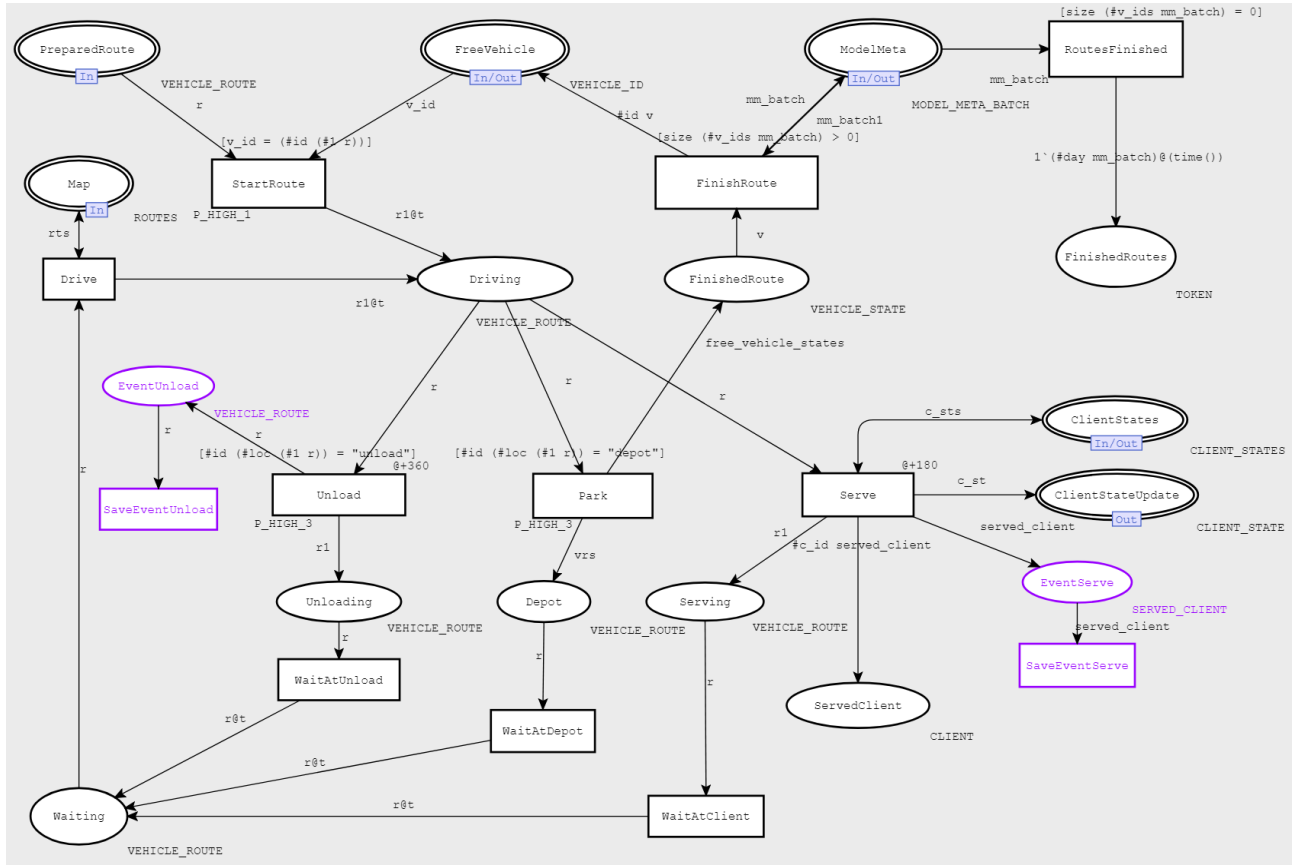 [size (#v_ids mm_batch) = 0]
PreparedRoute
In
FreeVehicle
In/Out
ModelMeta
In/Out
RoutesFinished
VEHICLE_ROUTE
r
v_id
VEHICLE_ID
#id v
mm_batch
mm_batch1
mm_batch
MODEL_META_BATCH
[v_id = (#id (#1 r))]
[size (#v_ids mm_batch) > 0]
1`(#day mm_batch)@(time())
Map
In
ROUTES
StartRoute
P_HIGH_1
FinishRoute
rts
r1@t
v
Drive
r1@t
Driving
VEHICLE_ROUTE
FinishedRoute
VEHICLE_STATE
FinishedRoutes
TOKEN
free_vehicle_states
EventUnload
VEHICLE_ROUTE
r
r
r
r
r
r
[#id (#loc (#1 r)) = "unload"]
@+360
[#id (#loc (#1 r)) = "depot"]
c_sts
ClientStates
In/Out
CLIENT_STATES
@+180
SaveEventUnload
Unload
P_HIGH_3
Park
P_HIGH_3
Serve
c_st
ClientStateUpdate
Out
CLIENT_STATE
r1
vrs
r1
#c_id served_client
served_client
Unloading
VEHICLE_ROUTE
Depot
VEHICLE_ROUTE
Serving
VEHICLE_ROUTE
EventServe
SERVED_CLIENT
served_client
r
r
r
WaitAtUnload
SaveEventServe
ServedClient
CLIENT
WaitAtDepot
r@t
r@t
r@t
Waiting
VEHICLE_ROUTE
WaitAtClient